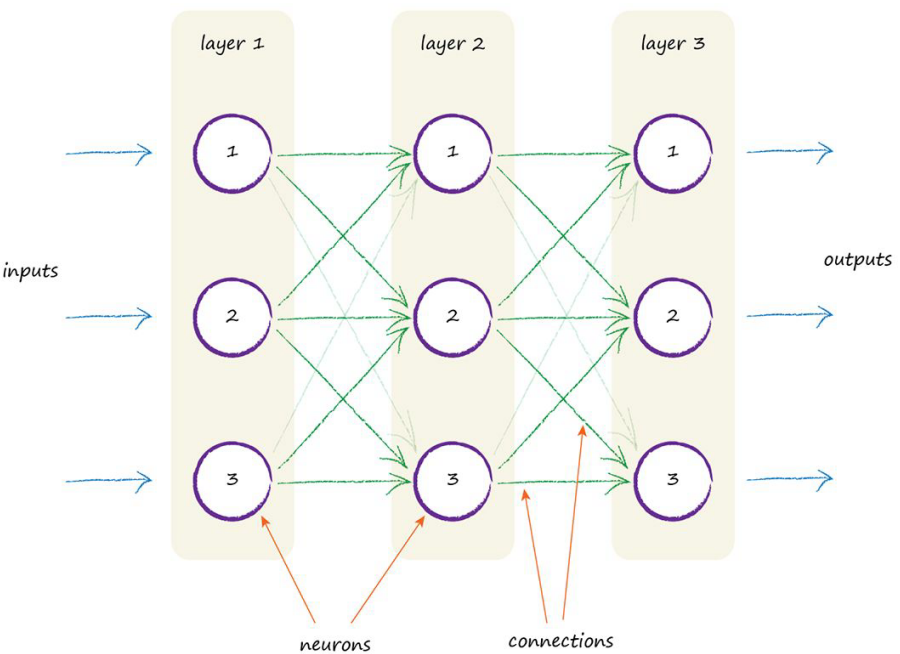 layer 1
layer 2
layer 3
1
1
1
inputs
outputs
2
2
2
3
3
3
neurons
connections